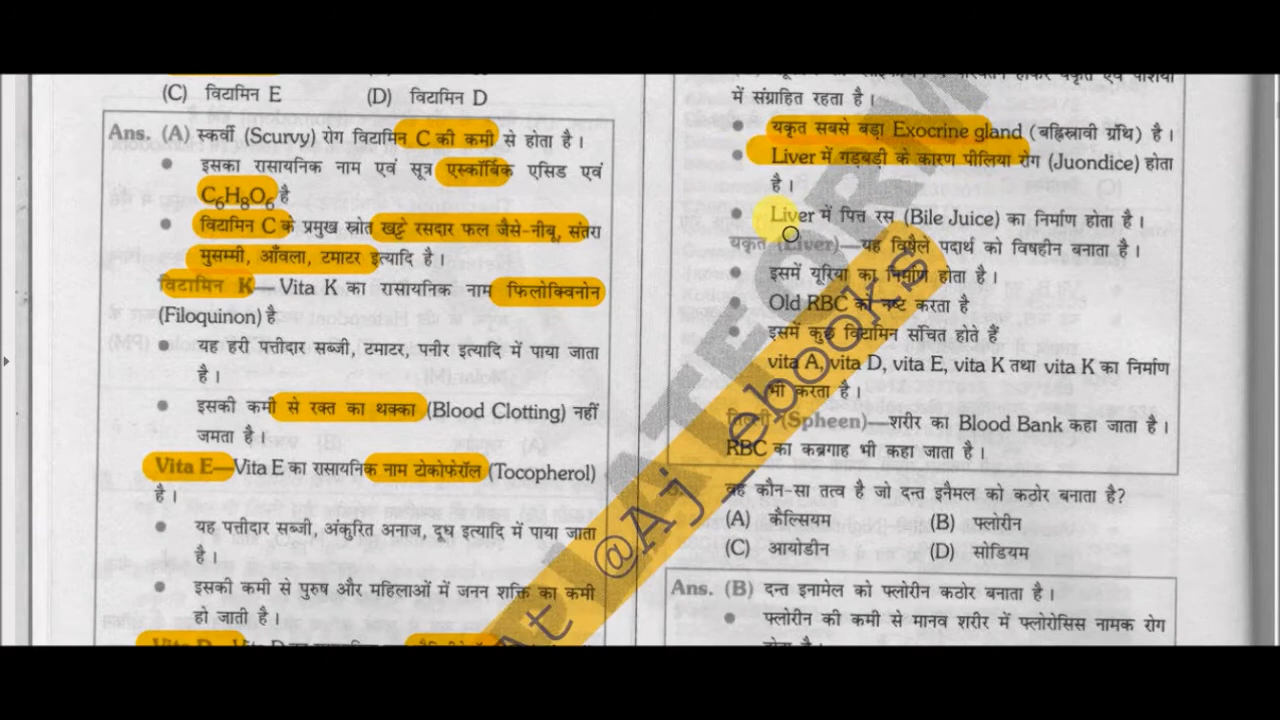 (C) विटामिन E (D) विटामिन D
Ans. (A) स्कर्वी (Scurvy) रोग विटामिन C की कमी से होता है।
● इसका रासायनिक नाम एवं सूत्र एस्कॉर्बिक एसिड एवं
C₆H₈O₆ है
● विटामिन C के प्रमुख स्रोत खट्टे रसदार फल जैसे-नीबू, संतरा
मुसम्मी, आँवला, टमाटर इत्यादि है।
विटामिन K—Vita K का रासायनिक नाम फिलोक्विनोन
(Filoquinon) है
● यह हरी पत्तीदार सब्जी, टमाटर, पनीर इत्यादि में पाया जाता
है।
● इसकी कमी से रक्त का थक्का (Blood Clotting) नहीं
जमता है।
Vita E—Vita E का रासायनिक नाम टोकोफेरॉल (Tocopherol)
है।
● यह पत्तीदार सब्जी, अंकुरित अनाज, दूध इत्यादि में पाया जाता
है।
● इसकी कमी से पुरुष और महिलाओं में जनन शक्ति का कमी
हो जाती है।
में संग्राहित रहता है।
● यकृत सबसे बड़ा Exocrine gland (बहिस्रावी ग्रंथि) है।
● Liver में गड़बड़ी के कारण पीलिया रोग (Juondice) होता
है।
● Liver में पित्त रस (Bile Juice) का निर्माण होता है।
यकृत (Liver)—यह विषैले पदार्थ को विषहीन बनाता है।
● इसमें यूरिया का निर्माण होता है।
● Old RBC को नष्ट करता है
● इसमें कुछ विटामिन संचित होते हैं
vita A, vita D, vita E, vita K तथा vita K का निर्माण
भी करता है।
तिल्ली (Spheen)—शरीर का Blood Bank कहा जाता है।
RBC का कब्रगाह भी कहा जाता है।
वह कौन-सा तत्व है जो दन्त इनैमल को कठोर बनाता है?
(A) कैल्सियम (B) फ्लोरीन
(C) आयोडीन (D) सोडियम
Ans. (B) दन्त इनामेल को फ्लोरीन कठोर बनाता है।
● फ्लोरीन की कमी से मानव शरीर में फ्लोरोसिस नामक रोग
होता है।
At @Aj_ebooks